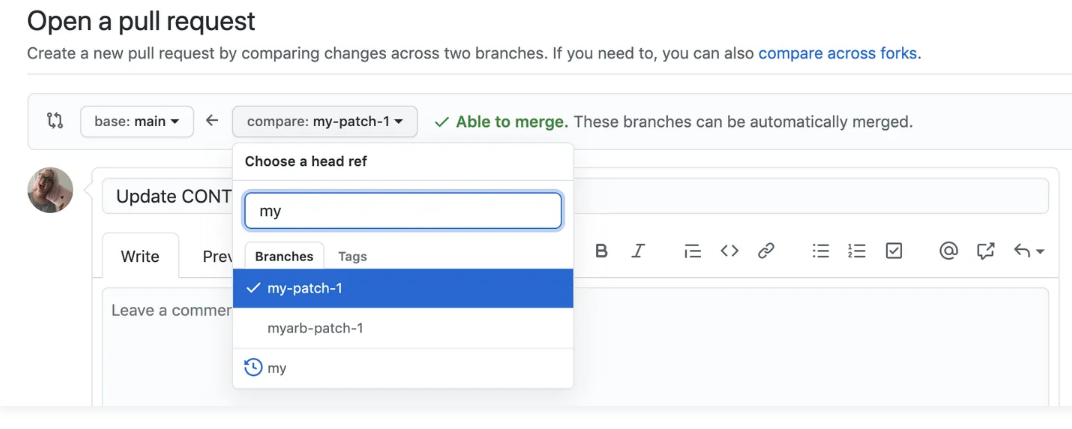 Open a pull request
Create a new pull request by comparing changes across two branches. If you need to, you can also compare across forks.
base: main compare: my-patch-1 Able to merge. These branches can be automatically merged.
Choose a head ref
Update CONT
my
Write Prev
Branches Tags
my-patch-1
Leave a commer
myarb-patch-1
my